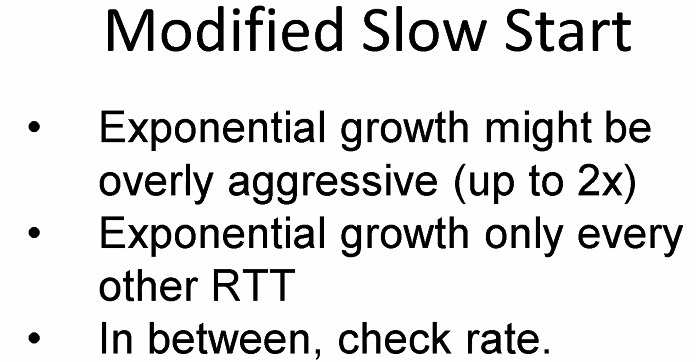 Modified Slow Start
• Exponential growth might be
overly aggressive (up to 2x)
• Exponential growth only every
other RTT
• In between, check rate.